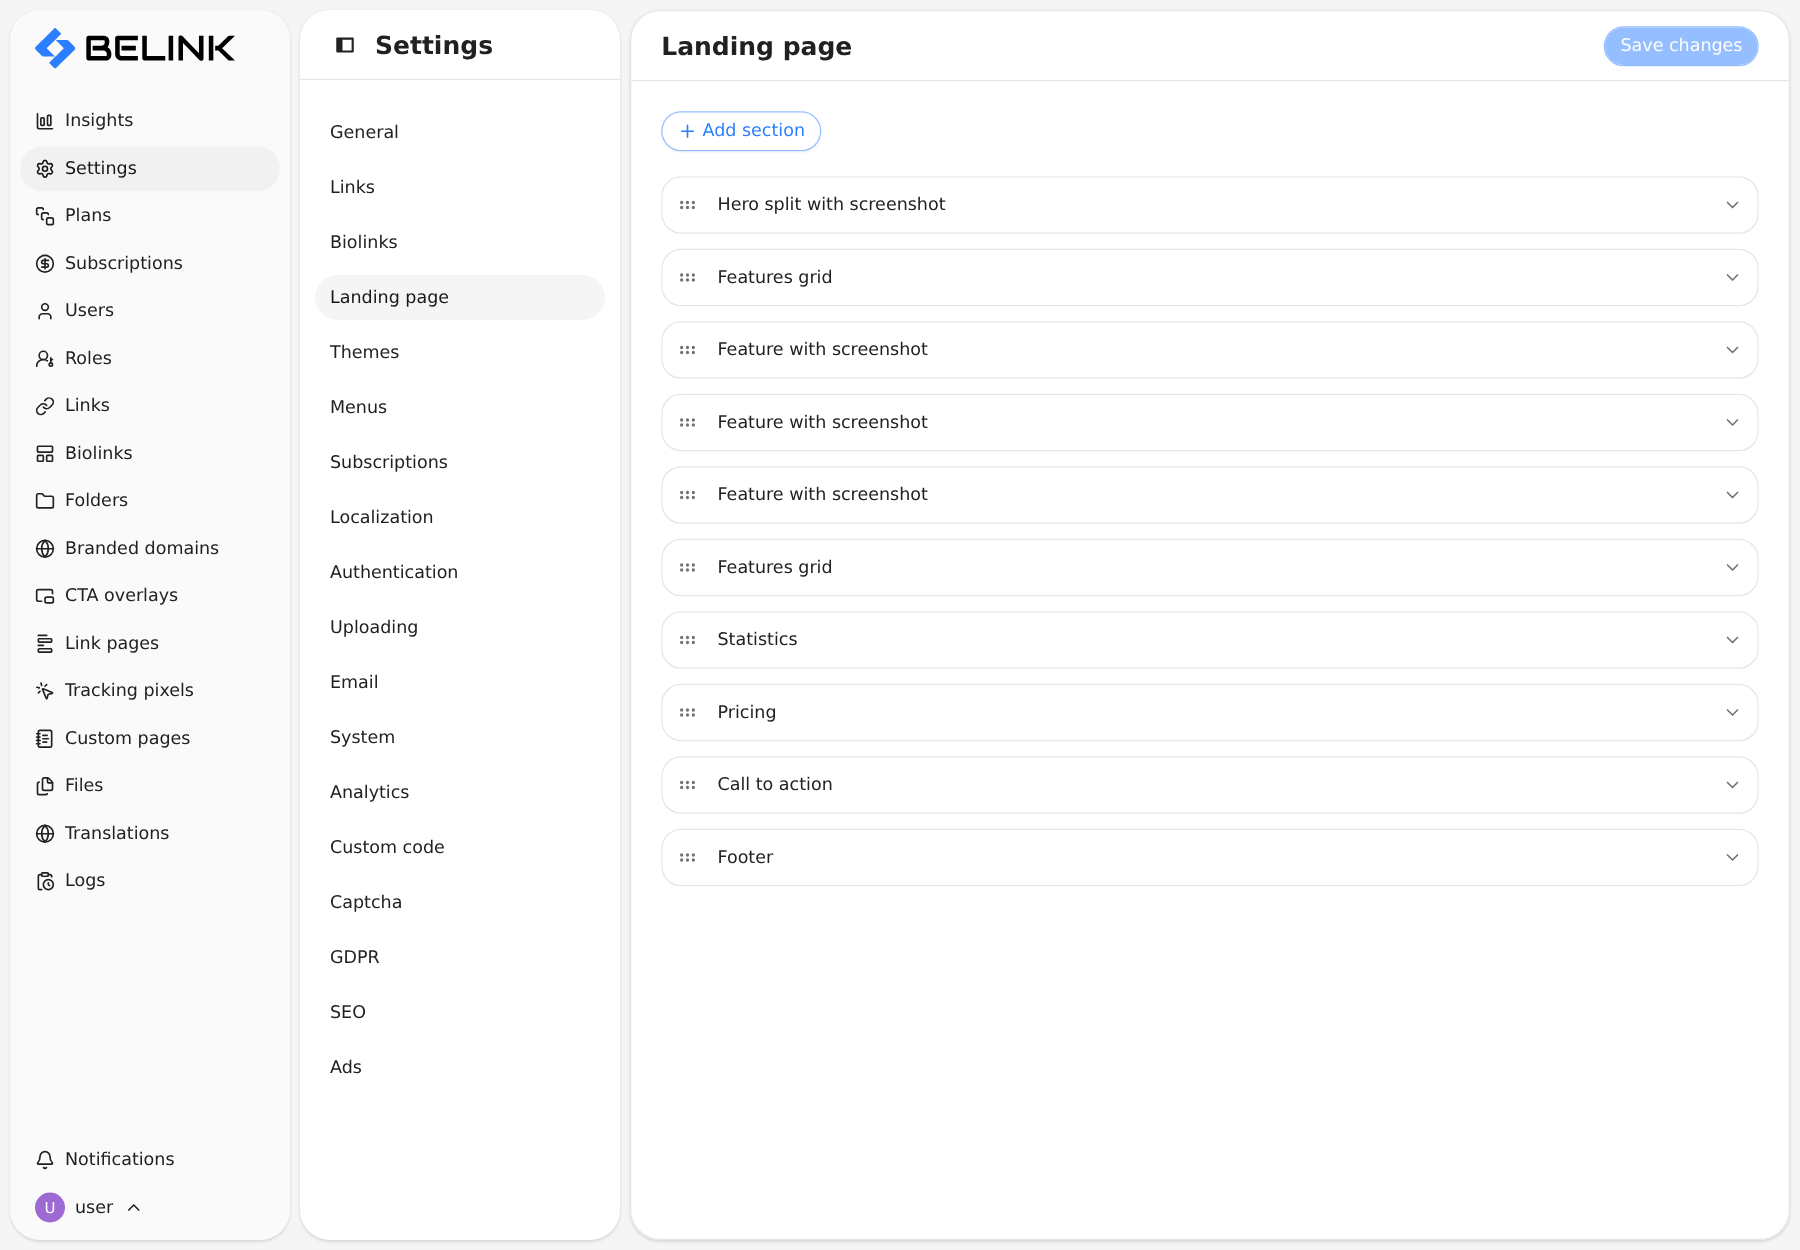 BELINK
Insights
Settings
Plans
Subscriptions
Users
Roles
Links
Biolinks
Folders
Branded domains
CTA overlays
Link pages
Tracking pixels
Custom pages
Files
Translations
Logs
Notifications
U user
Settings
General
Links
Biolinks
Landing page
Themes
Menus
Subscriptions
Localization
Authentication
Uploading
Email
System
Analytics
Custom code
Captcha
GDPR
SEO
Ads
Landing page
Save changes
Add section
Hero split with screenshot
Features grid
Feature with screenshot
Feature with screenshot
Feature with screenshot
Features grid
Statistics
Pricing
Call to action
Footer